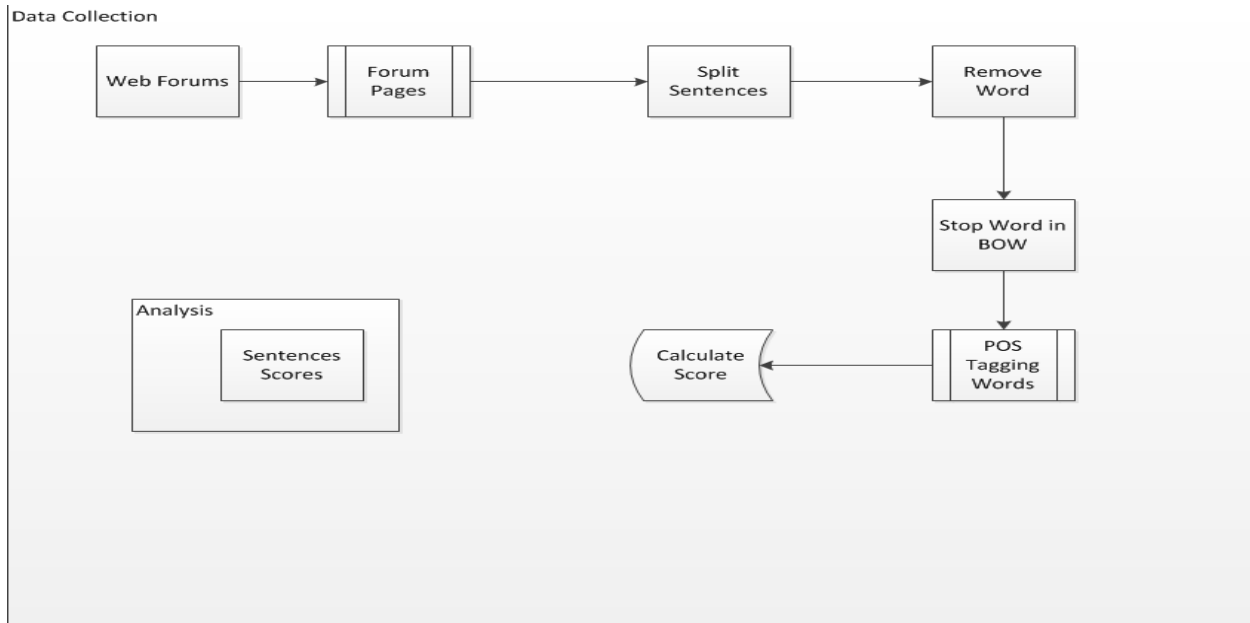 Data Collection
Web Forums
Forum
Pages
Split
Sentences
Remove
Word
Stop Word in
BOW
POS
Tagging
Words
Calculate
Score
Analysis
Sentences
Scores